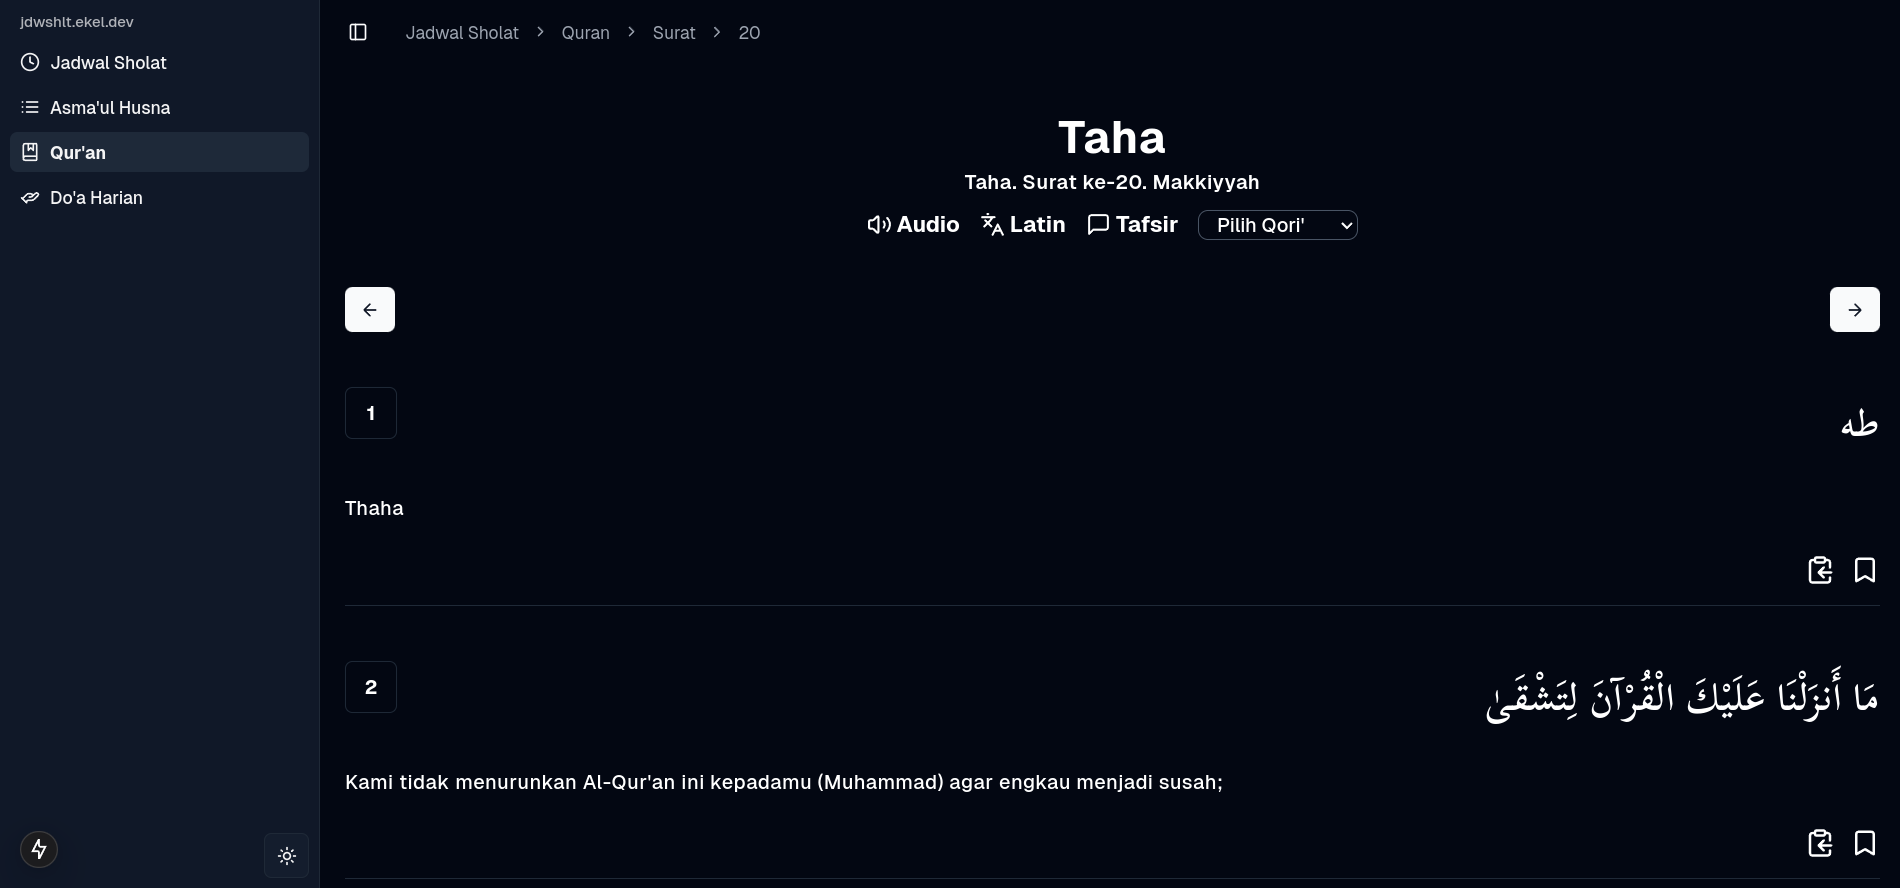 jdwshlt.ekel.dev
Jadwal Sholat
Asma'ul Husna
Qur'an
Do'a Harian
Jadwal Sholat > Quran > Surat > 20
Taha
Taha. Surat ke-20. Makkiyyah
Audio Latin Tafsir Pilih Qori'
1
طه
Thaha
2
مَا أَنزَلْنَا عَلَيْكَ الْقُرْآنَ لِتَشْقَىٰ
Kami tidak menurunkan Al-Qur'an ini kepadamu (Muhammad) agar engkau menjadi susah;